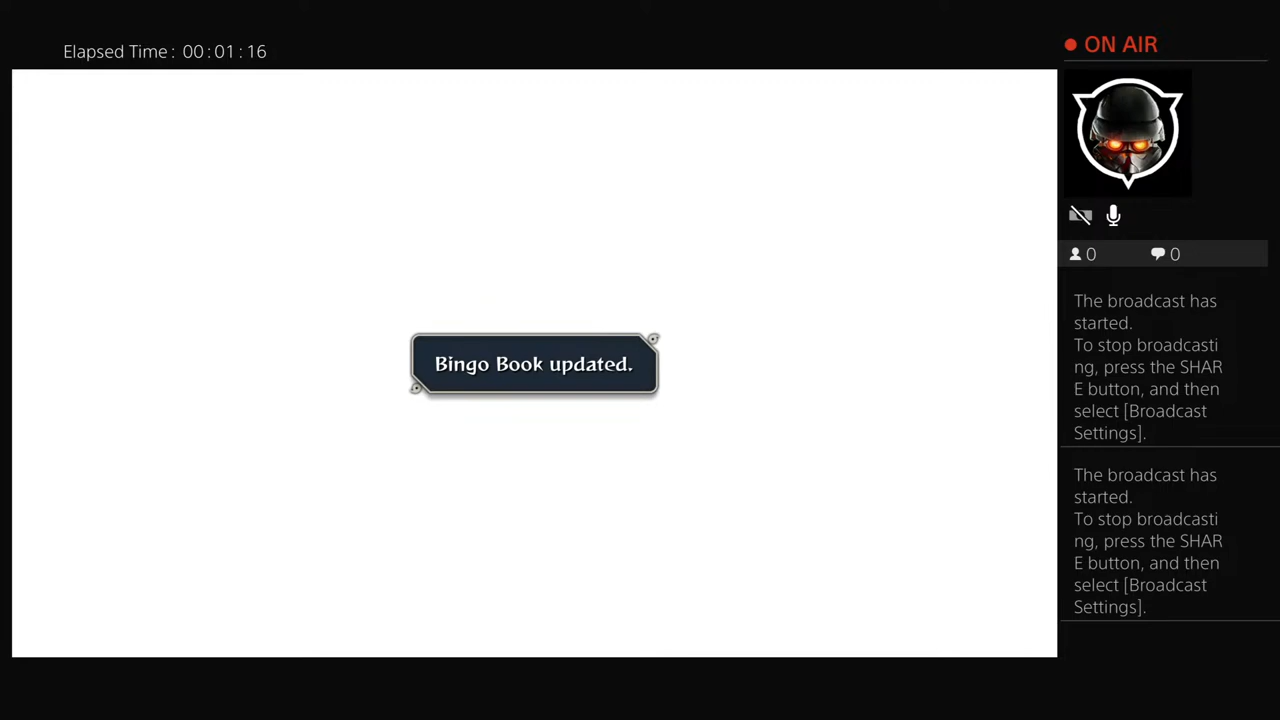 Elapsed Time: 00:01:16
ON AIR
0
0
The broadcast has
started.
To stop broadcasti
ng, press the SHAR
E button, and then
select [Broadcast
Settings].
The broadcast has
started.
To stop broadcasti
ng, press the SHAR
E button, and then
select [Broadcast
Settings].
Bingo Book updated.